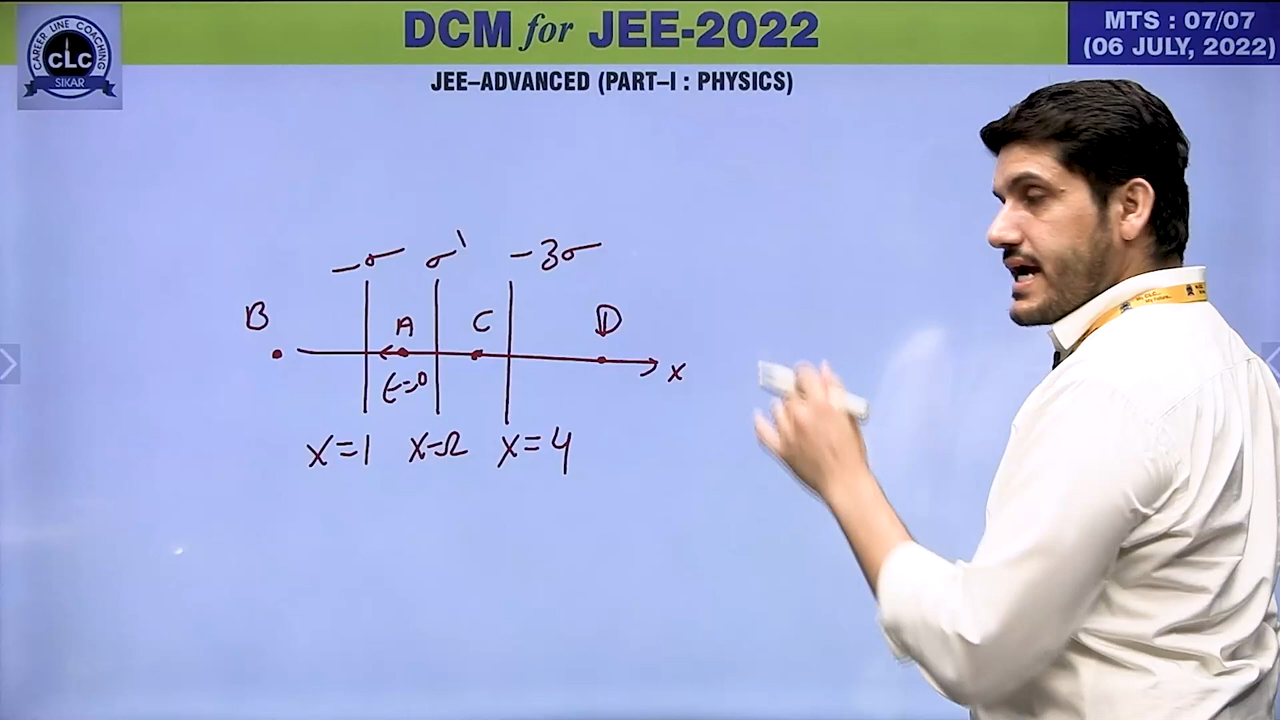 CAREER LINE COACHING
CLC
SIKAR
DCM for JEE-2022
MTS : 07/07
(06 JULY, 2022)
JEE–ADVANCED (PART–I : PHYSICS)
-σ σ' -3σ
B A C D
E=0
x
x=1 x=2 x=4